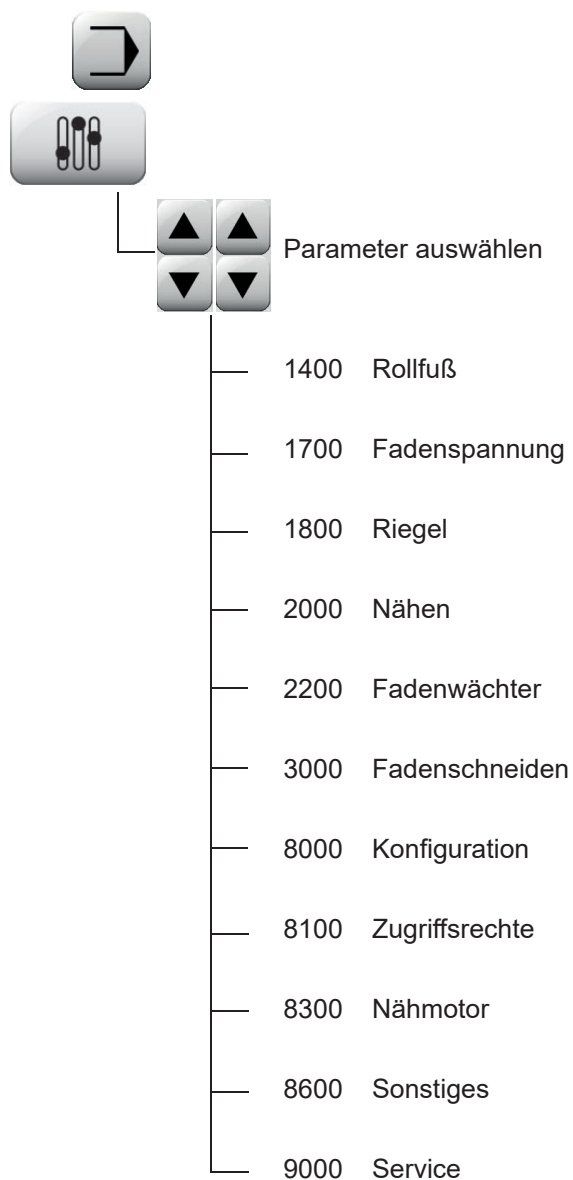 Parameter auswählen
1400 Rollfuß
1700 Fadenspannung
1800 Riegel
2000 Nähen
2200 Fadenwächter
3000 Fadenschneiden
8000 Konfiguration
8100 Zugriffsrechte
8300 Nähmotor
8600 Sonstiges
9000 Service